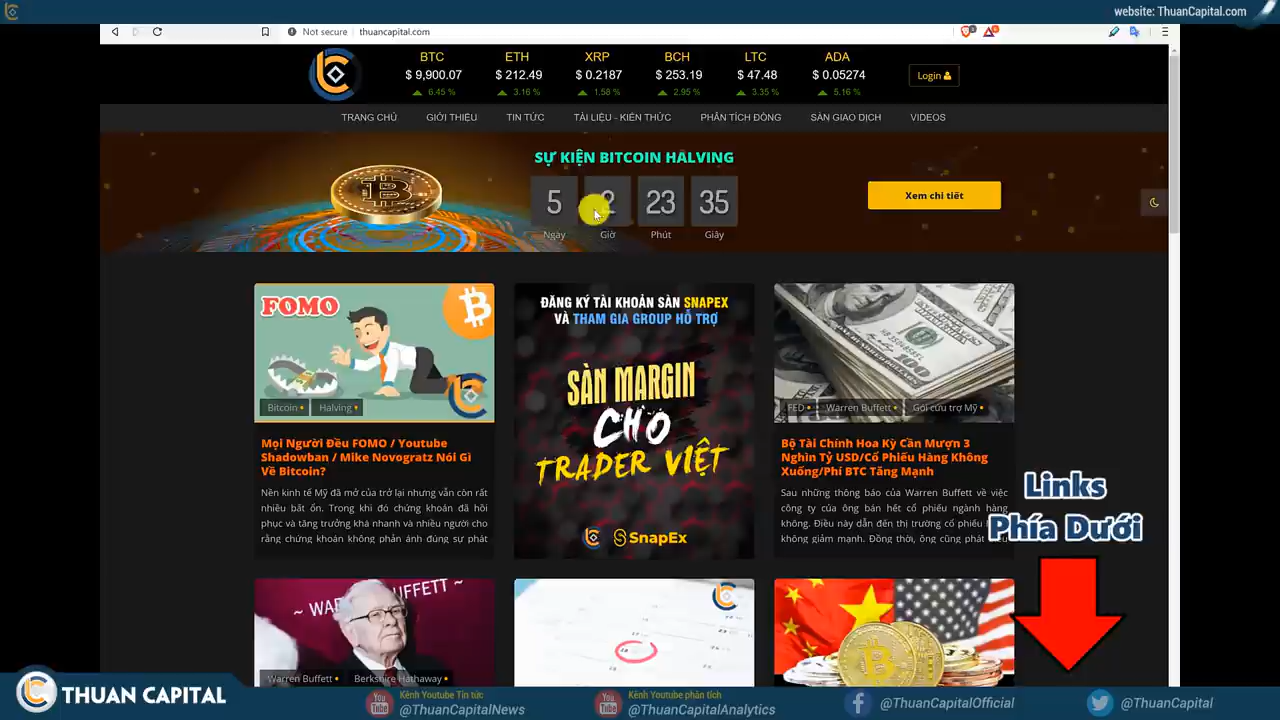 website: ThuanCapital.com
Not secure
thuancapital.com
BTC
$ 9,900.07
6.45 %
ETH
$ 212.49
3.16 %
XRP
$ 0.2187
1.58 %
BCH
$ 253.19
2.95 %
LTC
$ 47.48
3.35 %
ADA
$ 0.05274
5.16 %
Login
TRANG CHỦ
GIỚI THIỆU
TIN TỨC
TÀI LIỆU - KIẾN THỨC
PHÂN TÍCH ĐỘNG
SÀN GIAO DỊCH
VIDEOS
SỰ KIỆN BITCOIN HALVING
5 2 23 35
Ngày Giờ Phút Giây
Xem chi tiết
FOMO
Bitcoin
Halving
Mọi Người Đều FOMO / Youtube
Shadowban / Mike Novogratz Nói Gì
Về Bitcoin?
Nền kinh tế Mỹ đã mở cửa trở lại nhưng vẫn còn rất
nhiều bất ổn. Trong khi đó chứng khoán đã hồi
phục và tăng trưởng khá nhanh và nhiều người cho
rằng chứng khoán không phản ánh đúng sự phát
ĐĂNG KÝ TÀI KHOẢN SÀN SNAPEX
VÀ THAM GIA GROUP HỖ TRỢ
SÀN MARGIN
CHO
TRADER VIỆT
SnapEx
FED
Warren Buffett
Gói cứu trợ Mỹ
Bộ Tài Chính Hoa Kỳ Cần Mượn 3
Nghìn Tỷ USD/Cổ Phiếu Hàng Không
Xuống/Phí BTC Tăng Mạnh
Sau những thông báo của Warren Buffett về việc
công ty của ông bán hết cổ phiếu ngành hàng
không. Điều này dẫn đến thị trường cổ phiếu
không giảm mạnh. Đồng thời, ông cũng phát
Links
Phía Dưới
Warren Buffett
Berkshire Hathaway
THUAN CAPITAL
Kênh Youtube Tin tức:
@ThuanCapitalNews
Kênh Youtube phân tích
@ThuanCapitalAnalytics
@ThuanCapitalOfficial
@ThuanCapital